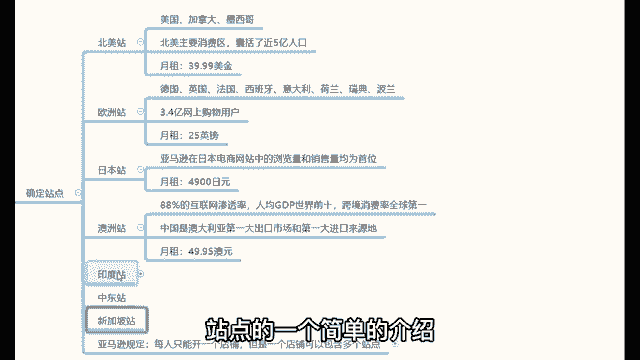 美国、加拿大、墨西哥
北美站
北美主要消费区，囊括了近5亿人口
月租：39.99美金
德国、英国、法国、西班牙、意大利、荷兰、瑞典、波兰
欧洲站
3.4亿网上购物用户
月租：25英镑
亚马逊在日本电商网站中的浏览量和销售量均为首位
日本站
月租：4900日元
确定站点
88%的互联网渗透率，人均GDP世界前十，跨境消费率全球第一
澳洲站
中国是澳大利亚第一大出口市场和第一大进口来源地
月租：49.95澳元
印度站
中东站
新加坡站
站点的一个简单的介绍
亚马逊规定：每人只能开一个店铺，但是一个店铺可以包含多个站点